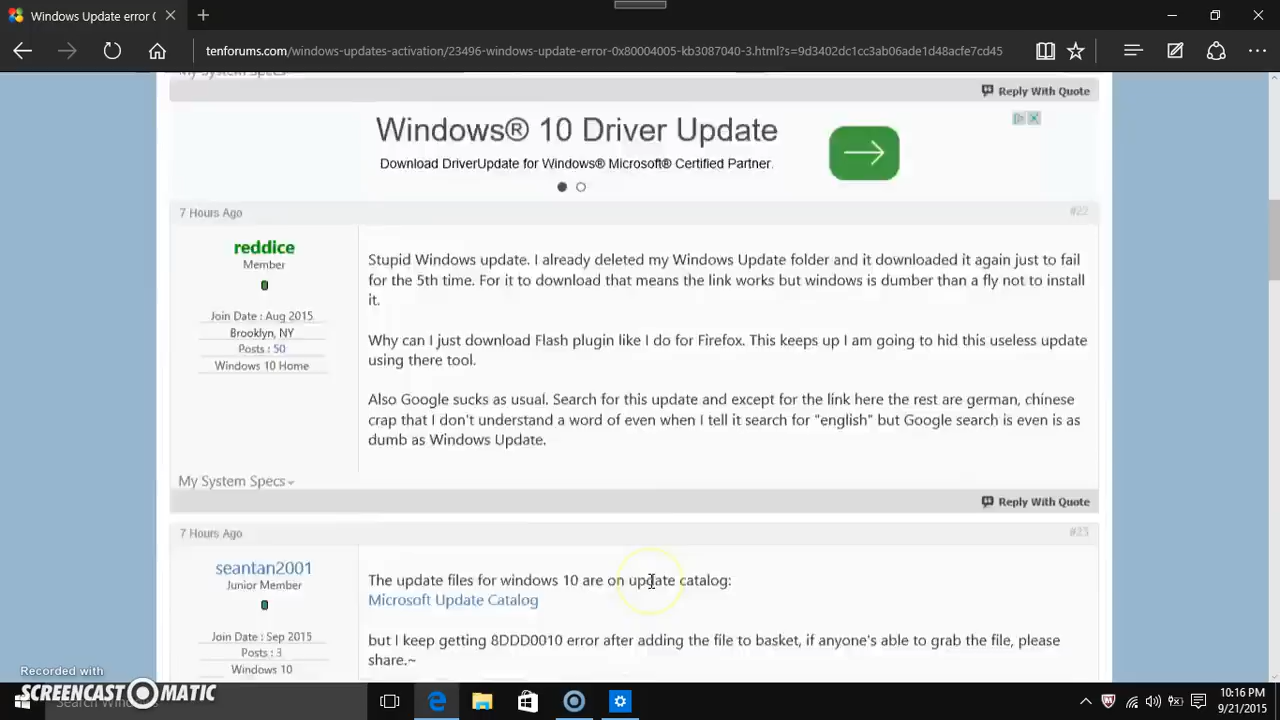 Windows Update error
tenforums.com/windows-updates-activation/23496-windows-update-error-0x80004005-kb3087040-3.html?s=9d3402dc1cc3ab06ade1d48acfe7cd45
My System Specs
Reply With Quote
Windows® 10 Driver Update
Download DriverUpdate for Windows® Microsoft® Certified Partner.
7 Hours Ago
#22
reddice
Member
Join Date : Aug 2015
Brooklyn, NY
Posts : 50
Windows 10 Home
Stupid Windows update. I already deleted my Windows Update folder and it downloaded it again just to fail
for the 5th time. For it to download that means the link works but windows is dumber than a fly not to install
it.
Why can I just download Flash plugin like I do for Firefox. This keeps up I am going to hid this useless update
using there tool.
Also Google sucks as usual. Search for this update and except for the link here the rest are german, chinese
crap that I don't understand a word of even when I tell it search for "english" but Google search is even is as
dumb as Windows Update.
My System Specs
Reply With Quote
7 Hours Ago
#23
seantan2001
Junior Member
Join Date : Sep 2015
Posts : 3
Windows 10
The update files for windows 10 are on update catalog:
Microsoft Update Catalog
but I keep getting 8DDD0010 error after adding the file to basket, if anyone's able to grab the file, please
share.~
Recorded with
SCREENCAST-O-MATIC
Search Windows
10:16 PM
9/21/2015